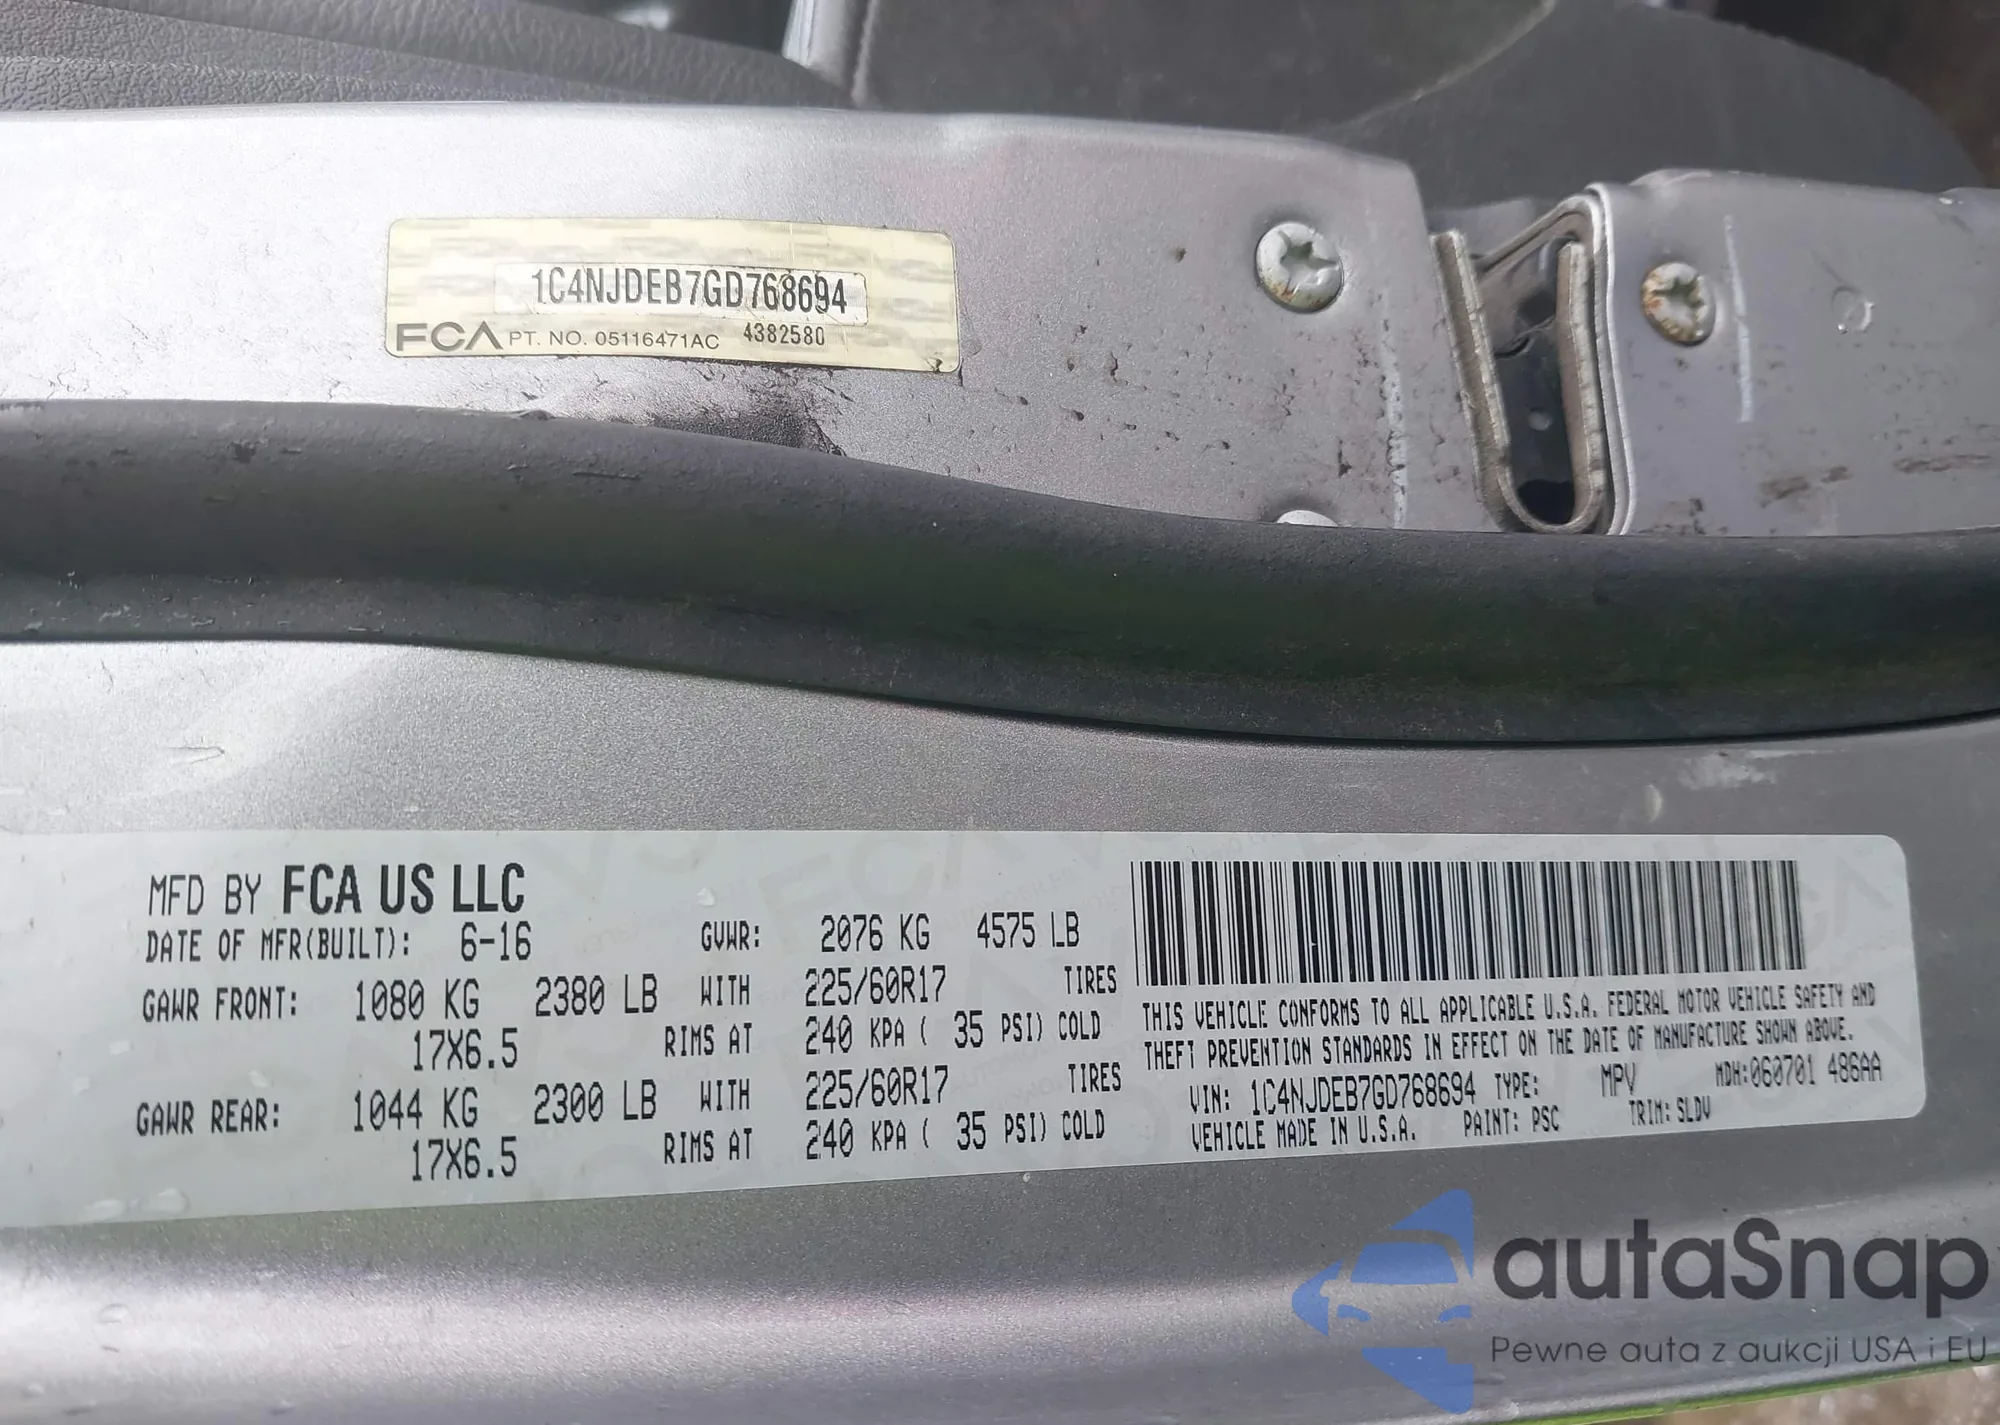 1C4NJDEB7GD768694
FCA PT. NO. 05116471AC 4382580
MFD BY FCA US LLC
DATE OF MFR(BUILT): 6-16 GVWR: 2076 KG 4575 LB
GAWR FRONT: 1080 KG 2380 LB WITH 225/60R17 TIRES
17X6.5 RIMS AT 240 KPA ( 35 PSI) COLD
GAWR REAR: 1044 KG 2300 LB WITH 225/60R17 TIRES
17X6.5 RIMS AT 240 KPA ( 35 PSI) COLD
THIS VEHICLE CONFORMS TO ALL APPLICABLE U.S.A. FEDERAL MOTOR VEHICLE SAFETY AND
THEFT PREVENTION STANDARDS IN EFFECT ON THE DATE OF MANUFACTURE SHOWN ABOVE.
VIN: 1C4NJDEB7GD768694 TYPE: MPV MDH:060701 486AA
VEHICLE MADE IN U.S.A. PAINT: PSC TRIM: SLDV
autaSnap
Pewne auta z aukcji USA i EU